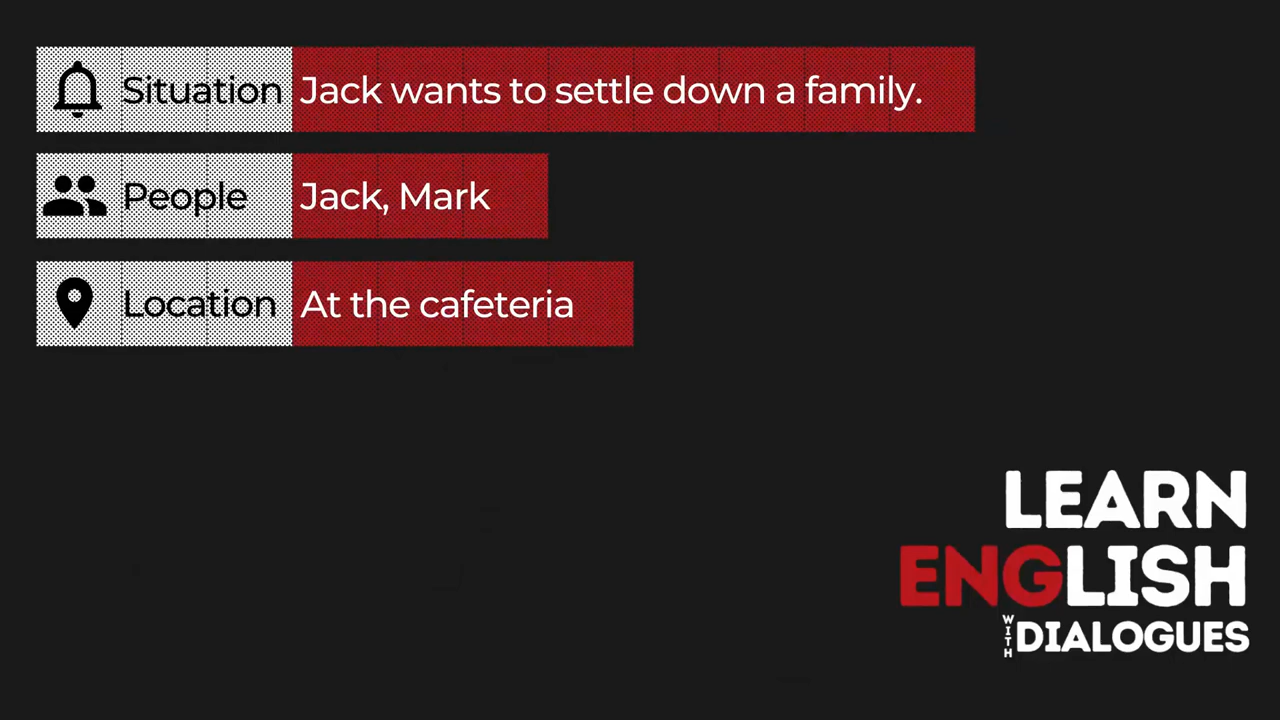 Situation Jack wants to settle down a family.
People Jack, Mark
Location At the cafeteria
LEARN
ENGLISH
WITH DIALOGUES